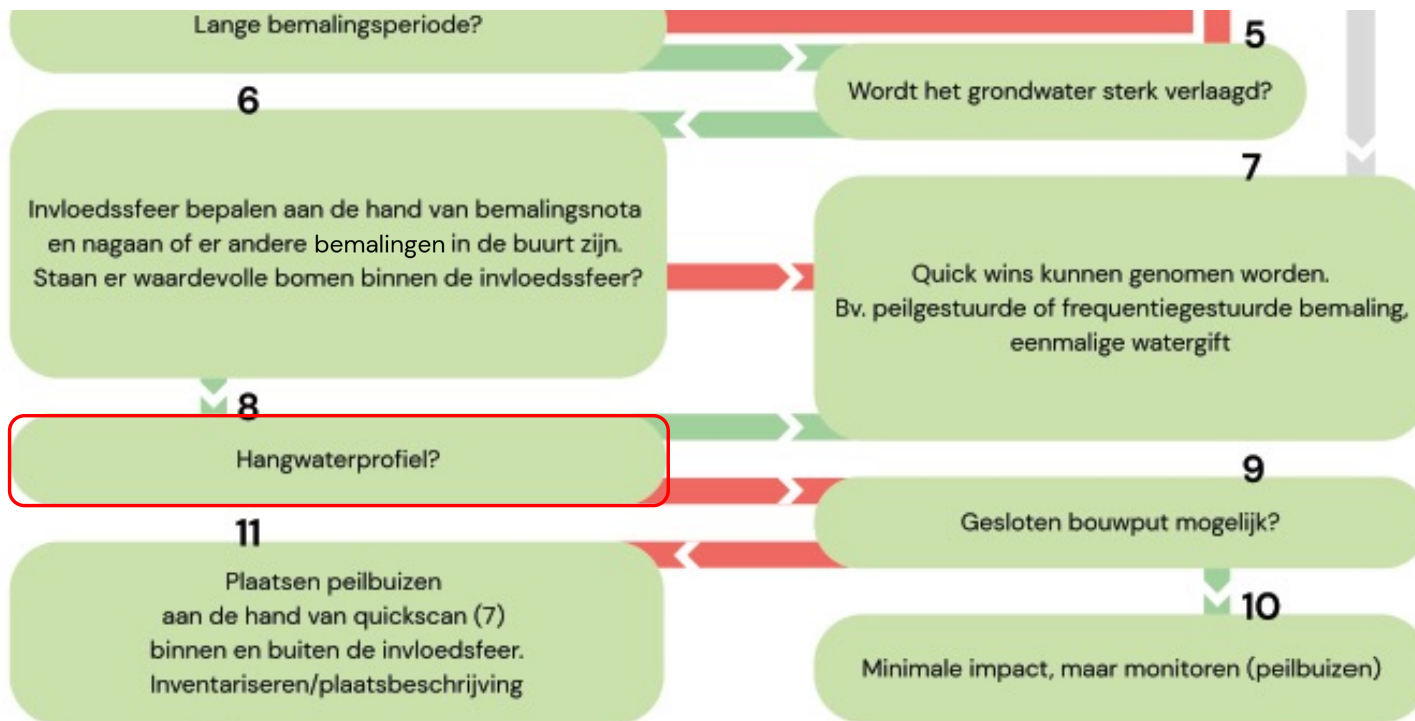 Lange bemalingsperiode?
5
Wordt het grondwater sterk verlaagd?
6
Invloedssfeer bepalen aan de hand van bemalingsnota
en nagaan of er andere bemalingen in de buurt zijn.
Staan er waardevolle bomen binnen de invloedssfeer?
7
Quick wins kunnen genomen worden.
Bv. peilgestuurde of frequentiegestuurde bemaling,
eenmalige watergift
8
Hangwaterprofiel?
9
Gesloten bouwput mogelijk?
10
Minimale impact, maar monitoren (peilbuizen)
11
Plaatsen peilbuizen
aan de hand van quickscan (7)
binnen en buiten de invloedsfeer.
Inventariseren/plaatsbeschrijving